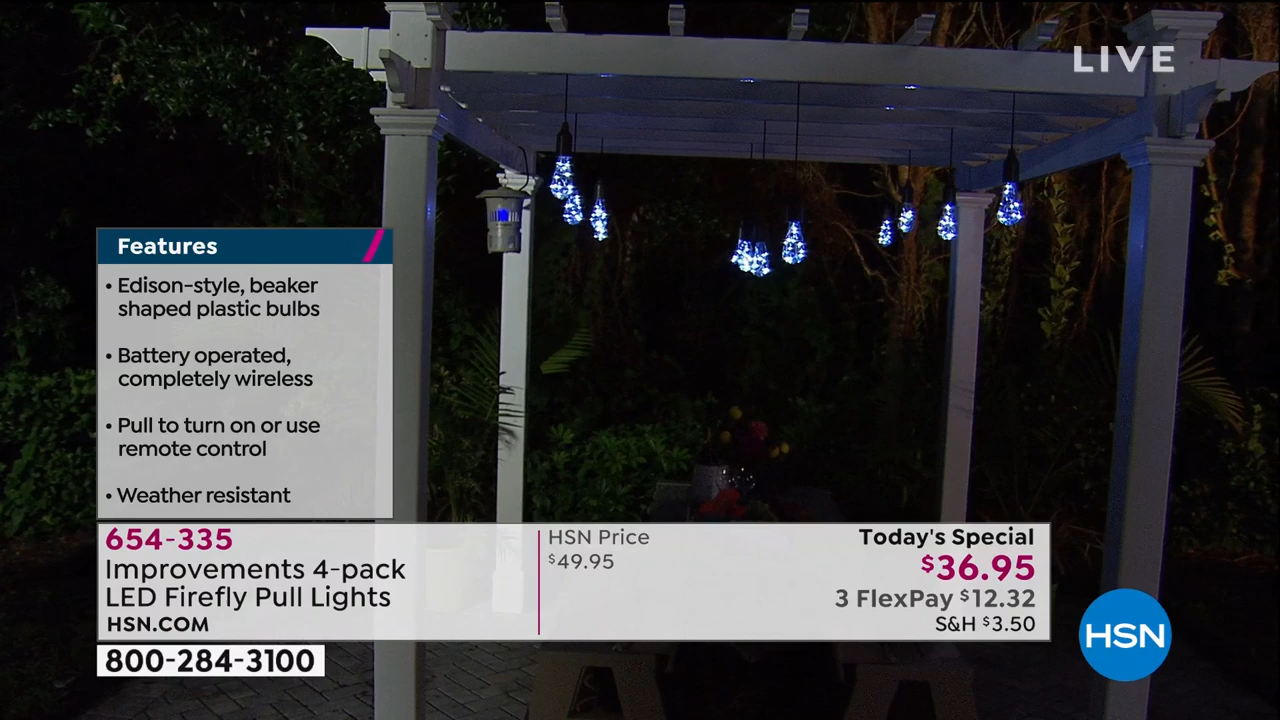 LIVE
Features
• Edison-style, beaker
shaped plastic bulbs
• Battery operated,
completely wireless
• Pull to turn on or use
remote control
• Weather resistant
654-335
Improvements 4-pack
LED Firefly Pull Lights
HSN.COM
HSN Price
$49.95
Today's Special
$36.95
3 FlexPay $12.32
S&H $3.50
800-284-3100
HSN